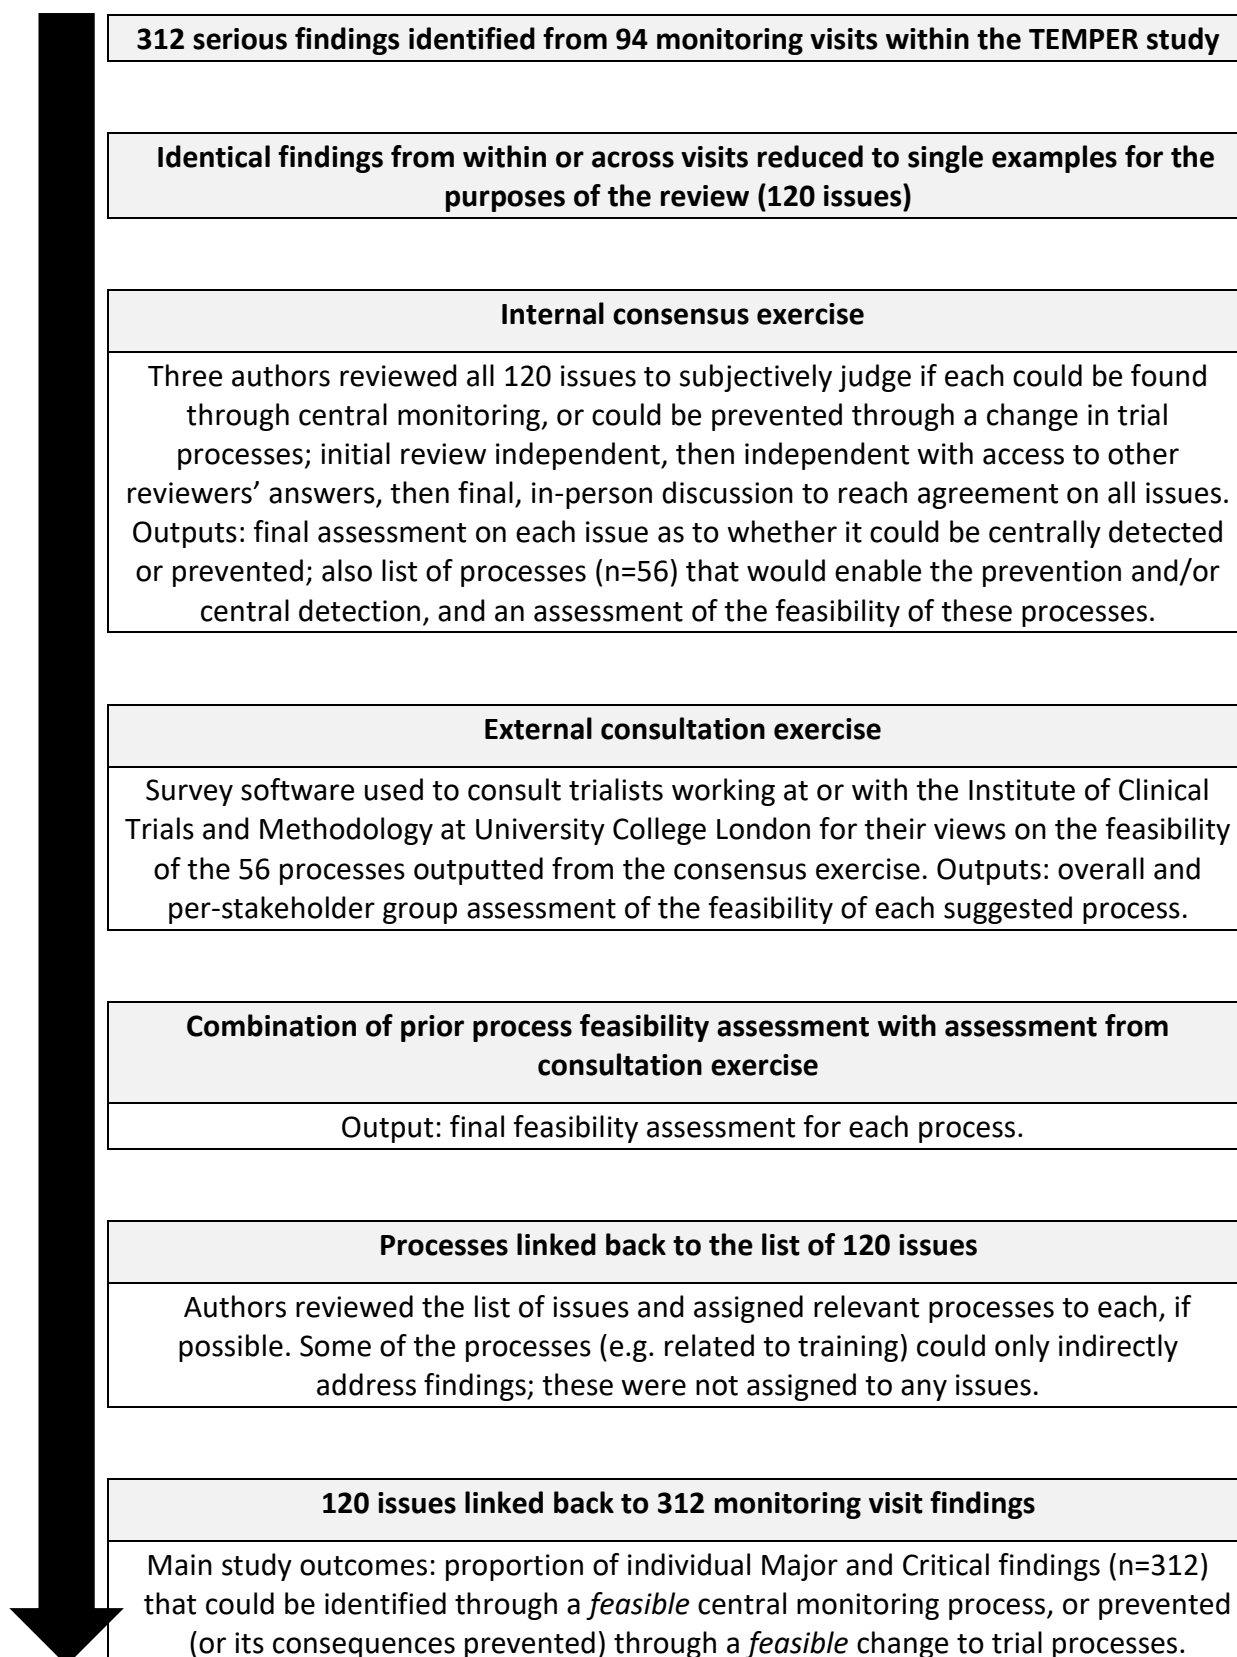 312 serious findings identified from 94 monitoring visits within the TEMPER study
Identical findings from within or across visits reduced to single examples for the
purposes of the review (120 issues)
Internal consensus exercise
Three authors reviewed all 120 issues to subjectively judge if each could be found
through central monitoring, or could be prevented through a change in trial
processes; initial review independent, then independent with access to other
reviewers’ answers, then final, in-person discussion to reach agreement on all issues.
Outputs: final assessment on each issue as to whether it could be centrally detected
or prevented; also list of processes (n=56) that would enable the prevention and/or
central detection, and an assessment of the feasibility of these processes.
External consultation exercise
Survey software used to consult trialists working at or with the Institute of Clinical
Trials and Methodology at University College London for their views on the feasibility
of the 56 processes outputted from the consensus exercise. Outputs: overall and
per-stakeholder group assessment of the feasibility of each suggested process.
Combination of prior process feasibility assessment with assessment from
consultation exercise
Output: final feasibility assessment for each process.
Processes linked back to the list of 120 issues
Authors reviewed the list of issues and assigned relevant processes to each, if
possible. Some of the processes (e.g. related to training) could only indirectly
address findings; these were not assigned to any issues.
120 issues linked back to 312 monitoring visit findings
Main study outcomes: proportion of individual Major and Critical findings (n=312)
that could be identified through a feasible central monitoring process, or prevented
(or its consequences prevented) through a feasible change to trial processes.